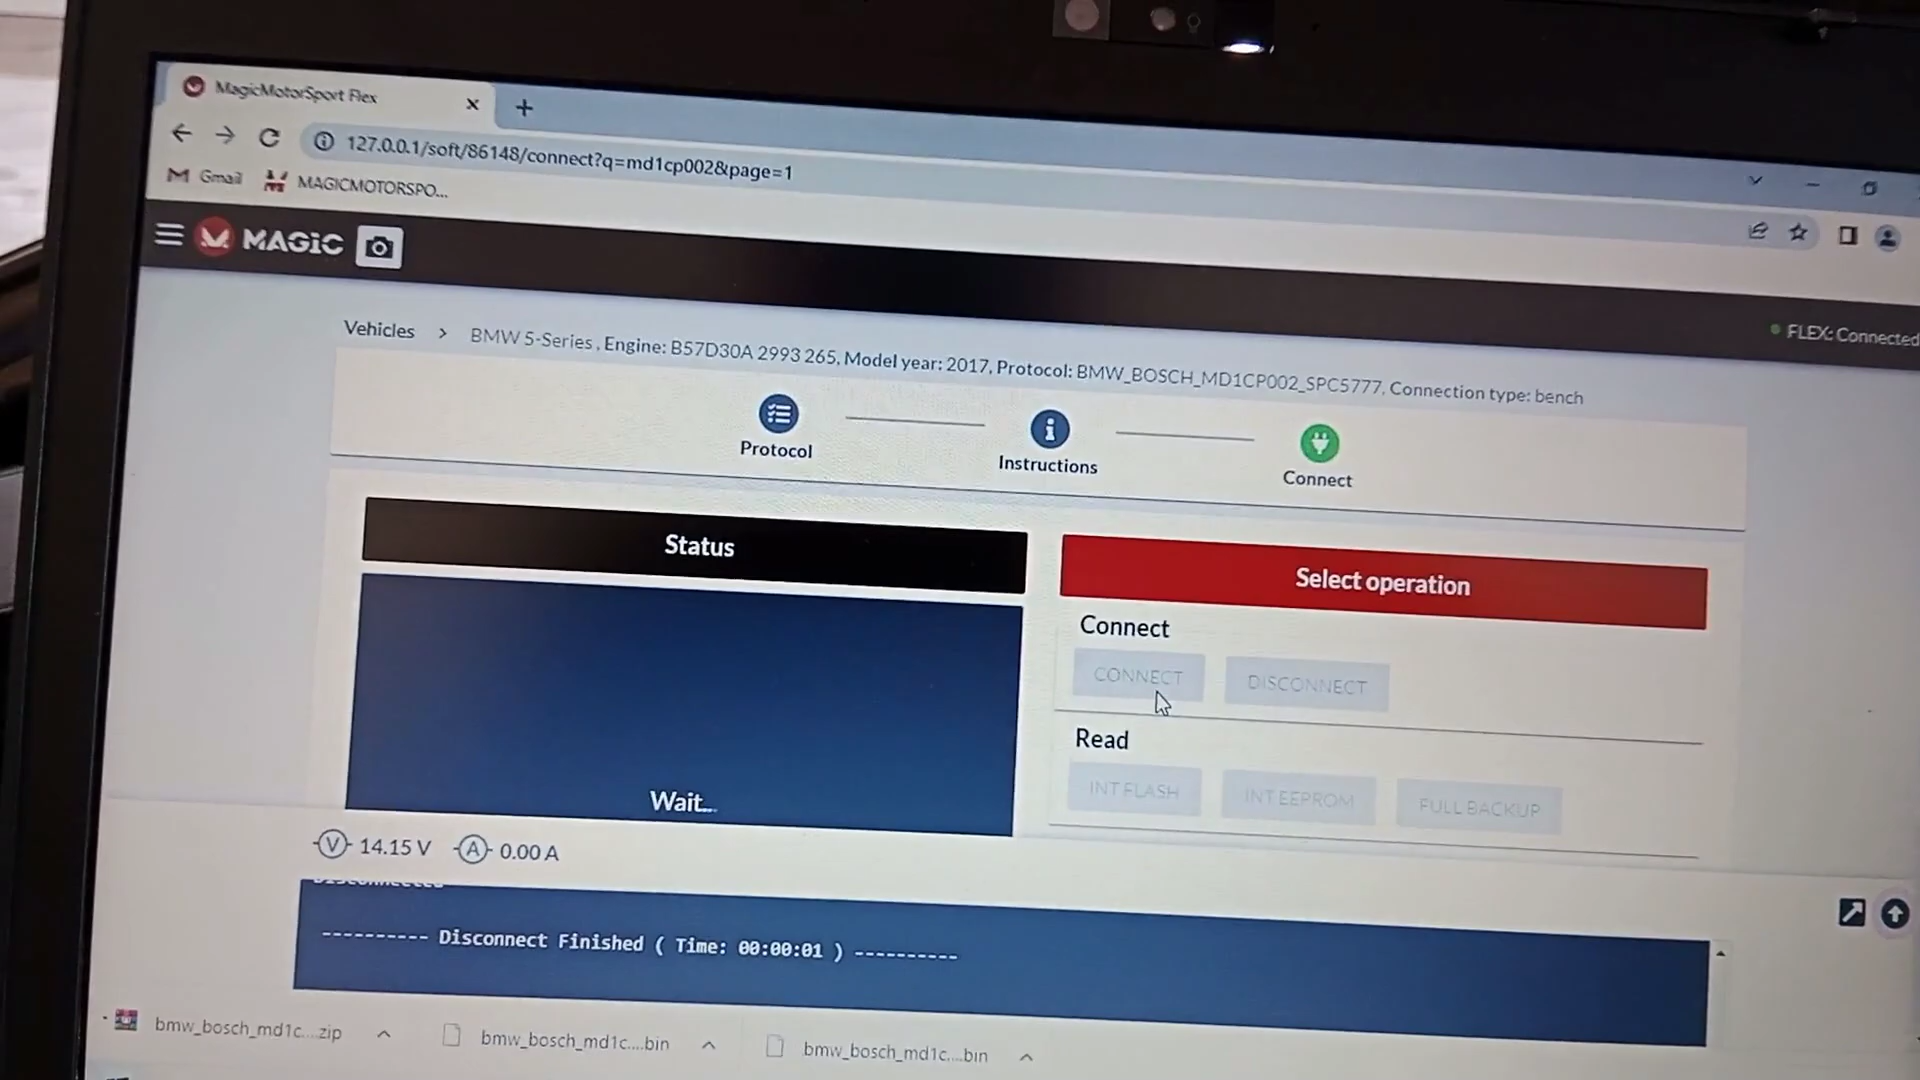 MagicMotorSport Flex
127.0.0.1/soft/86148/connect?q=md1cp002&page=1
Gmail MAGICMOTORSPO...
MAGIC
FLEX: Connected
Vehicles > BMW 5-Series , Engine: B57D30A 2993 265, Model year: 2017, Protocol: BMW_BOSCH_MD1CP002_SPC5777, Connection type: bench
Protocol
Instructions
Connect
Status
Select operation
Connect
CONNECT DISCONNECT
Read
INT FLASH INT EEPROM FULL BACKUP
Wait...
V 14.15 V A 0.00 A
Disconnected
---------- Disconnect Finished ( Time: 00:00:01 ) ----------
bmw_bosch_md1c....zip
bmw_bosch_md1c....bin
bmw_bosch_md1c....bin